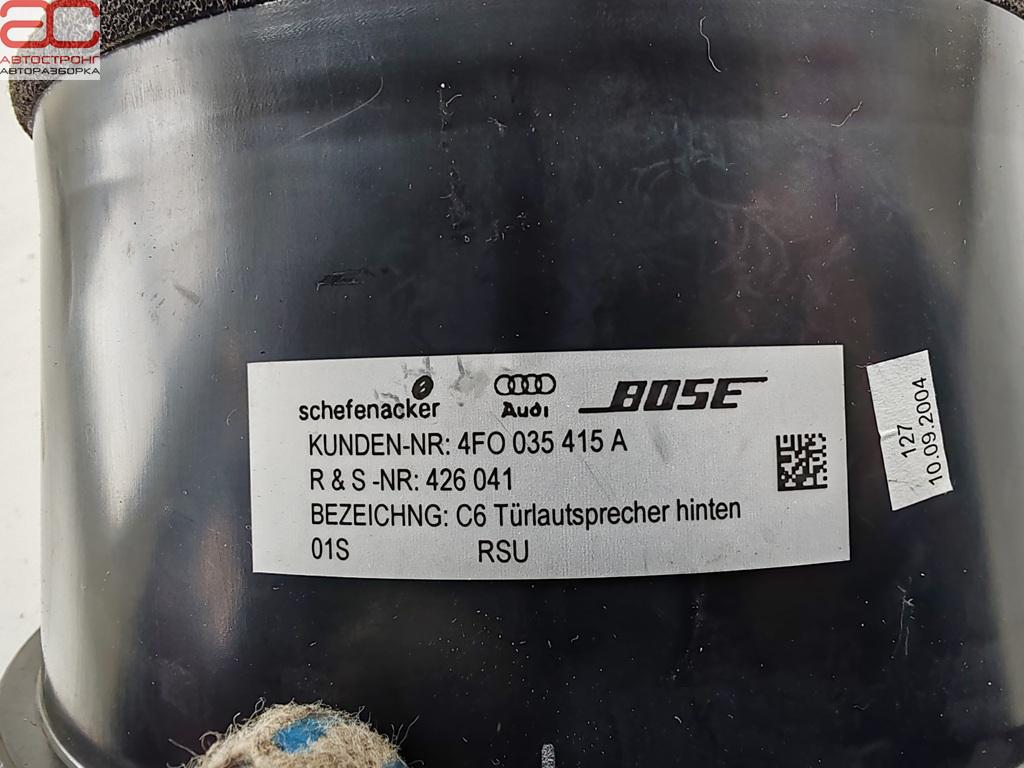 ac
АВТОСТРОНГ
АВТОРАЗБОРКА
schefenacker
Audi
BOSE
KUNDEN-NR: 4FO 035 415 A
R & S -NR: 426 041
BEZEICHNG: C6 Türlautsprecher hinten
01S RSU
127
10.09.2004